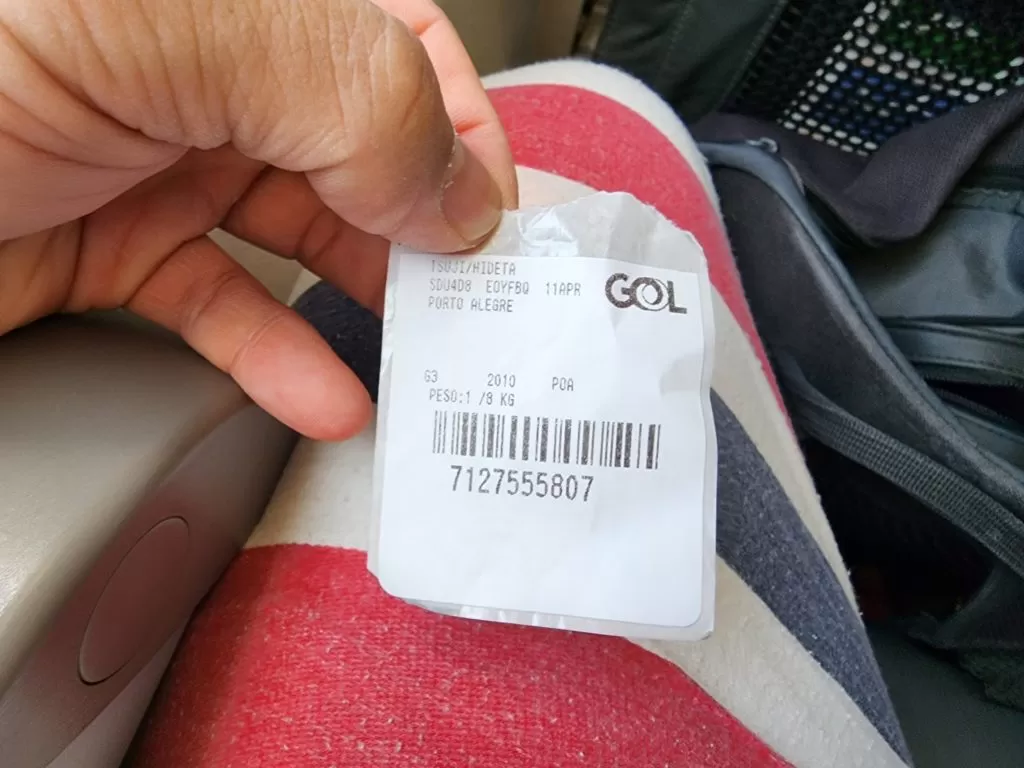 TSUJI/HIDETA
SDU4D8 EOYFBQ 11APR
GOL
PORTO ALEGRE
G3 2010 POA
PESO:1 /8 KG
7127555807